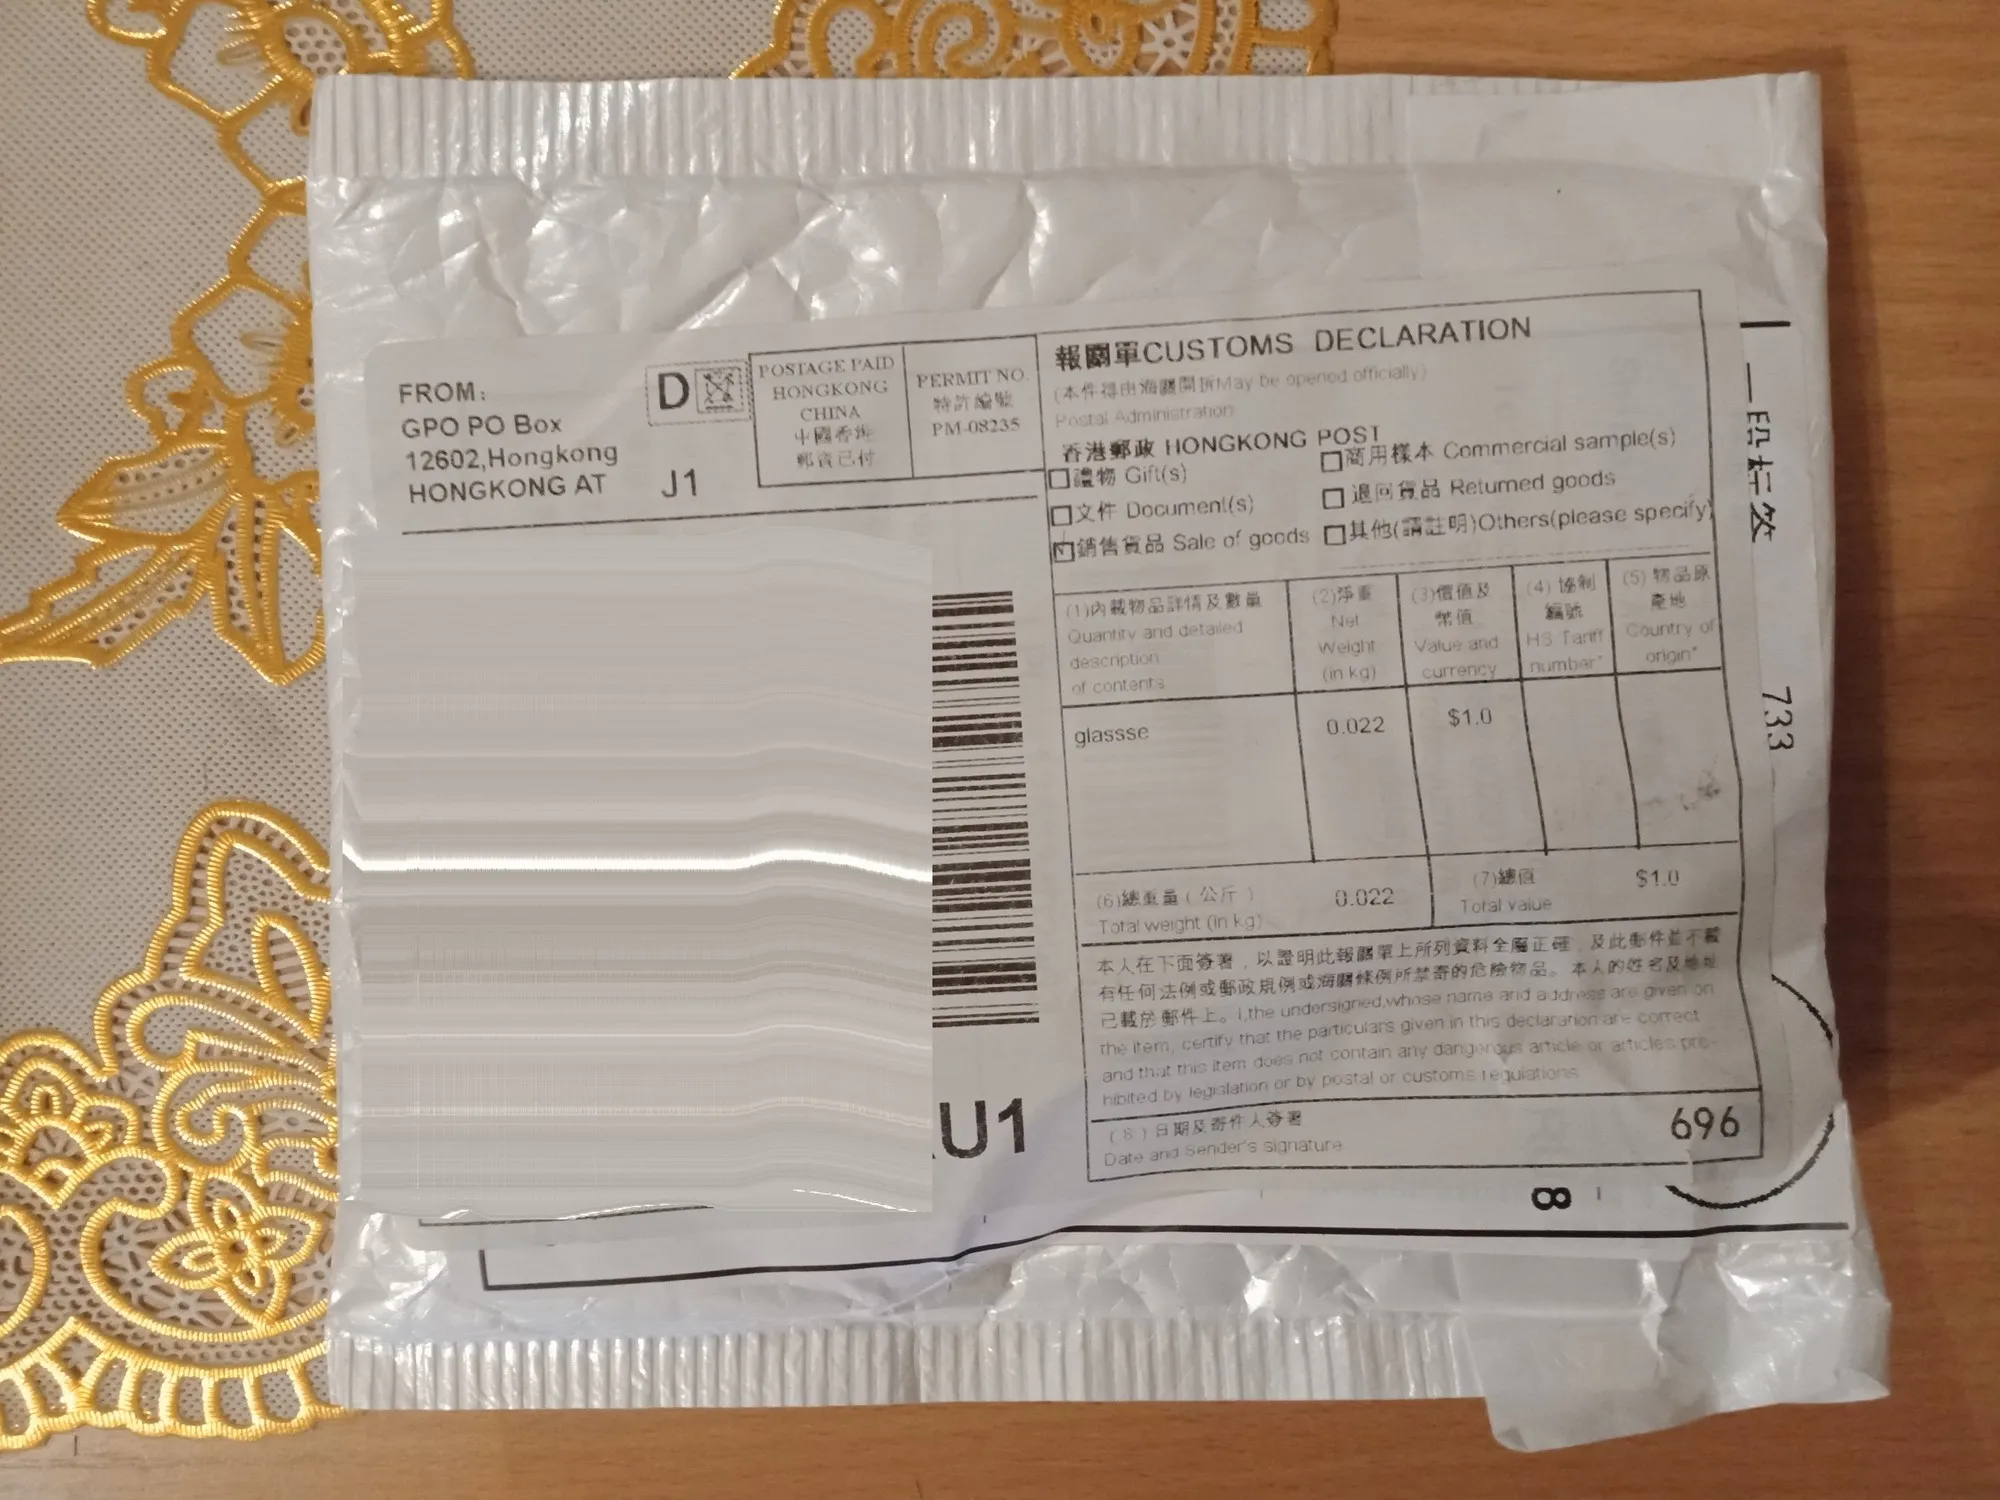 FROM:
GPO PO Box
12602,Hongkong
HONGKONG AT
J1
D
POSTAGE PAID
HONGKONG
CHINA
中國香港
郵資已付
PERMIT NO.
特許編號
PM-08235
報關單CUSTOMS DECLARATION
(本件得由海關開拆May be opened officially)
Postal Administration
香港郵政 HONGKONG POST
禮物 Gift(s)
商用樣本 Commercial sample(s)
文件 Document(s)
退回貨品 Returned goods
銷售貨品 Sale of goods
其他(請註明)Others(please specify)
(1)內載物品詳情及數量
Quantity and detailed
description
of contents
(2)淨重
Net
Weight
(in kg)
(3)價值及
幣值
Value and
currency
(4) 協制
編號
HS Tariff
number*
(5) 物品原
產地
Country of
origin*
glassse
0.022
$1.0
(6)總重量 ( 公斤 )
Total weight (in kg)
0.022
(7)總值
Total value
$1.0
本人在下面簽署，以證明此報關單上所列資料全屬正確，及此郵件並不載
有任何法例或郵政規例或海關條例所禁寄的危險物品。本人的姓名及地址
已載於郵件上。I,the undersigned,whose name and address are given on
the item, certify that the particulars given in this declaration are correct
and that this item does not contain any dangerous article or articles pro-
hibited by legislation or by postal or customs regulations
(8) 日期及寄件人簽署
Date and Sender's signature
696
U1
8
733